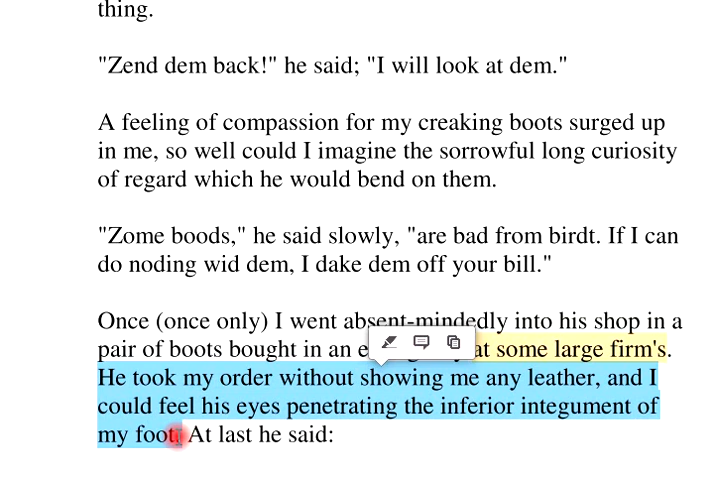 thing.
"Zend dem back!" he said; "I will look at dem."
A feeling of compassion for my creaking boots surged up
in me, so well could I imagine the sorrowful long curiosity
of regard which he would bend on them.
"Zome boods," he said slowly, "are bad from birdt. If I can
do noding wid dem, I dake dem off your bill."
Once (once only) I went absent-mindedly into his shop in a
pair of boots bought in an at some large firm's.
He took my order without showing me any leather, and I
could feel his eyes penetrating the inferior integument of
my foot. At last he said: